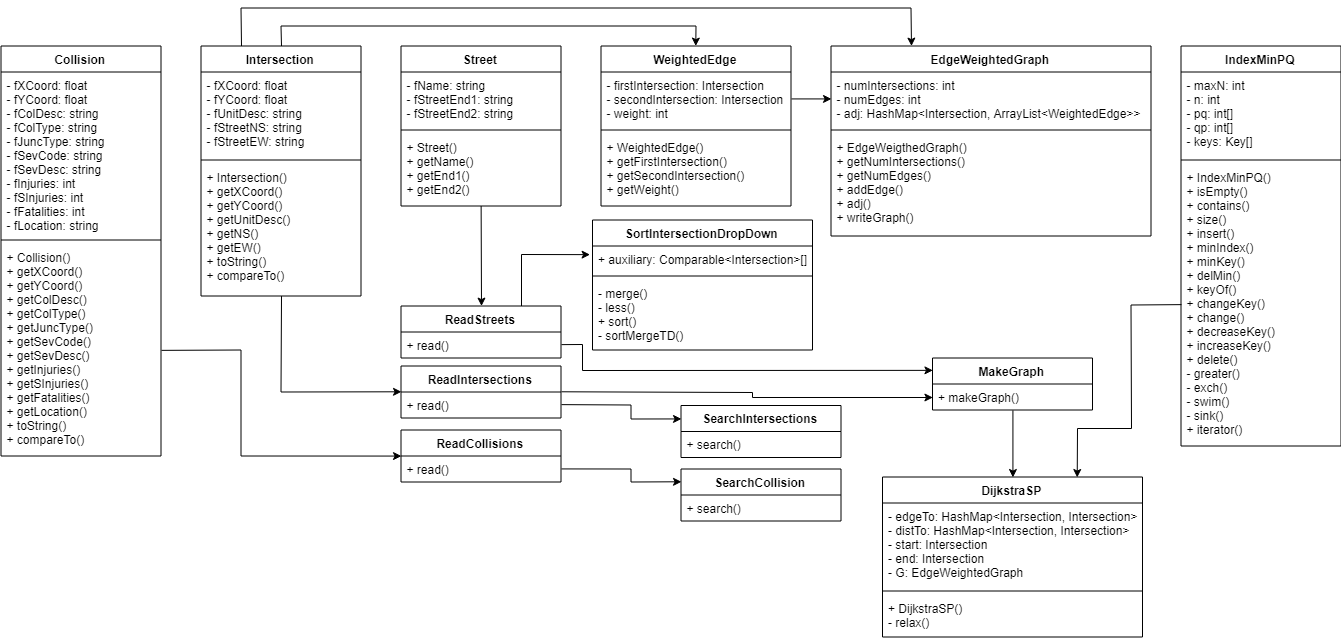 Collision
- fXCoord: float
- fYCoord: float
- fColDesc: string
- fColType: string
- fJuncType: string
- fSevCode: string
- fSevDesc: string
- fInjuries: int
- fSInjuries: int
- fFatalities: int
- fLocation: string
+ Collision()
+ getXCoord()
+ getYCoord()
+ getColDesc()
+ getColType()
+ getJuncType()
+ getSevCode()
+ getSevDesc()
+ getInjuries()
+ getSInjuries()
+ getFatalities()
+ getLocation()
+ toString()
+ compareTo()
Intersection
- fXCoord: float
- fYCoord: float
- fUnitDesc: string
- fStreetNS: string
- fStreetEW: string
+ Intersection()
+ getXCoord()
+ getYCoord()
+ getUnitDesc()
+ getNS()
+ getEW()
+ toString()
+ compareTo()
Street
- fName: string
- fStreetEnd1: string
- fStreetEnd2: string
+ Street()
+ getName()
+ getEnd1()
+ getEnd2()
WeightedEdge
- firstIntersection: Intersection
- secondIntersection: Intersection
- weight: int
+ WeightedEdge()
+ getFirstIntersection()
+ getSecondIntersection()
+ getWeight()
EdgeWeightedGraph
- numIntersections: int
- numEdges: int
- adj: HashMap<Intersection, ArrayList<WeightedEdge>>
+ EdgeWeigthedGraph()
+ getNumIntersections()
+ getNumEdges()
+ addEdge()
+ adj()
+ writeGraph()
IndexMinPQ
- maxN: int
- n: int
- pq: int[]
- qp: int[]
- keys: Key[]
+ IndexMinPQ()
+ isEmpty()
+ contains()
+ size()
+ insert()
+ minIndex()
+ minKey()
+ delMin()
+ keyOf()
+ changeKey()
+ change()
+ decreaseKey()
+ increaseKey()
+ delete()
- greater()
- exch()
- swim()
- sink()
+ iterator()
SortIntersectionDropDown
+ auxiliary: Comparable<Intersection>[]
- merge()
- less()
+ sort()
- sortMergeTD()
ReadStreets
+ read()
ReadIntersections
+ read()
ReadCollisions
+ read()
MakeGraph
+ makeGraph()
SearchIntersections
+ search()
SearchCollision
+ search()
DijkstraSP
- edgeTo: HashMap<Intersection, Intersection>
- distTo: HashMap<Intersection, Intersection>
- start: Intersection
- end: Intersection
- G: EdgeWeightedGraph
+ DijkstraSP()
- relax()